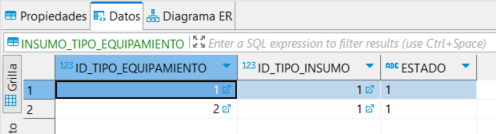 Propiedades Datos Diagrama ER
INSUMO_TIPO_EQUIPAMIENTO Enter a SQL expression to filter results (use Ctrl+Space)
Grilla
123 ID_TIPO_EQUIPAMIENTO 123 ID_TIPO_INSUMO ABC ESTADO
1 1 1 1
2 2 1 1